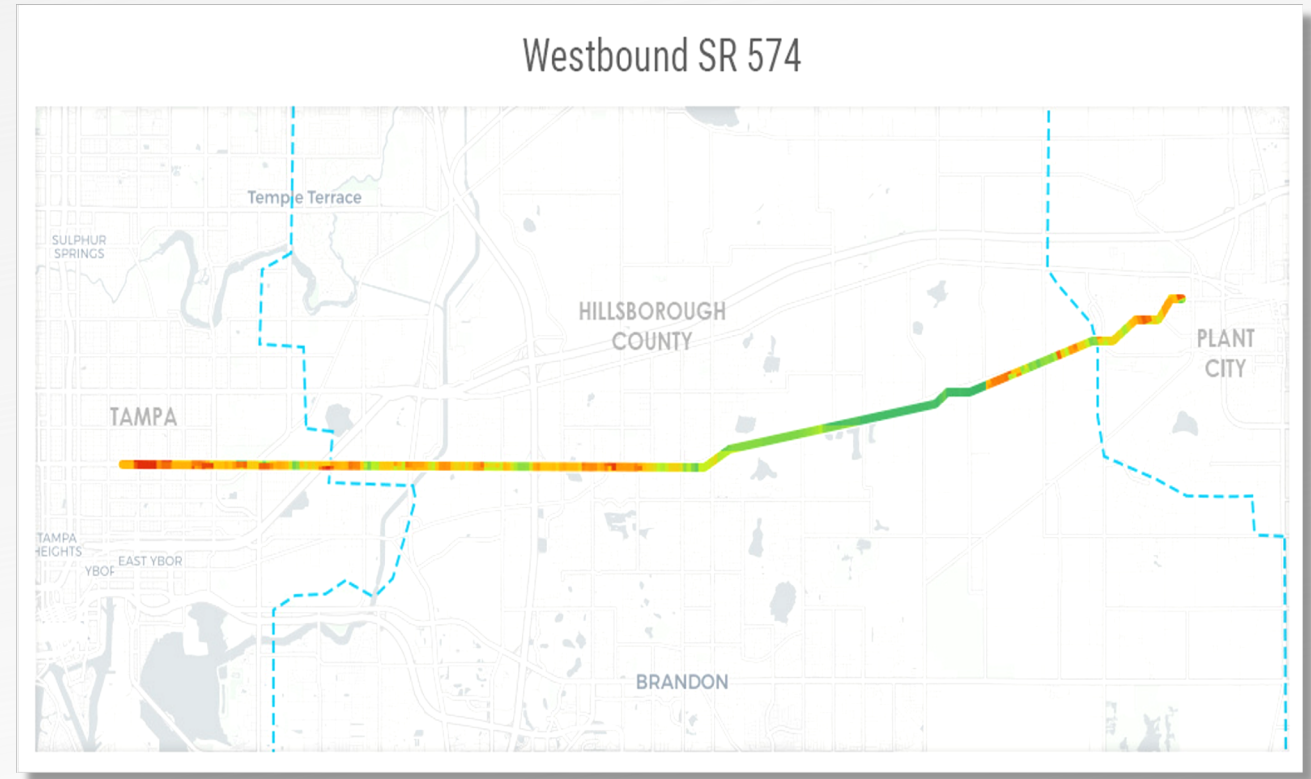 Westbound SR 574
Temple Terrace
SULPHUR
SPRINGS
HILLSBOROUGH
COUNTY
PLANT
CITY
TAMPA
TAMPA
HEIGHTS
EAST YBOR
YBOR
BRANDON